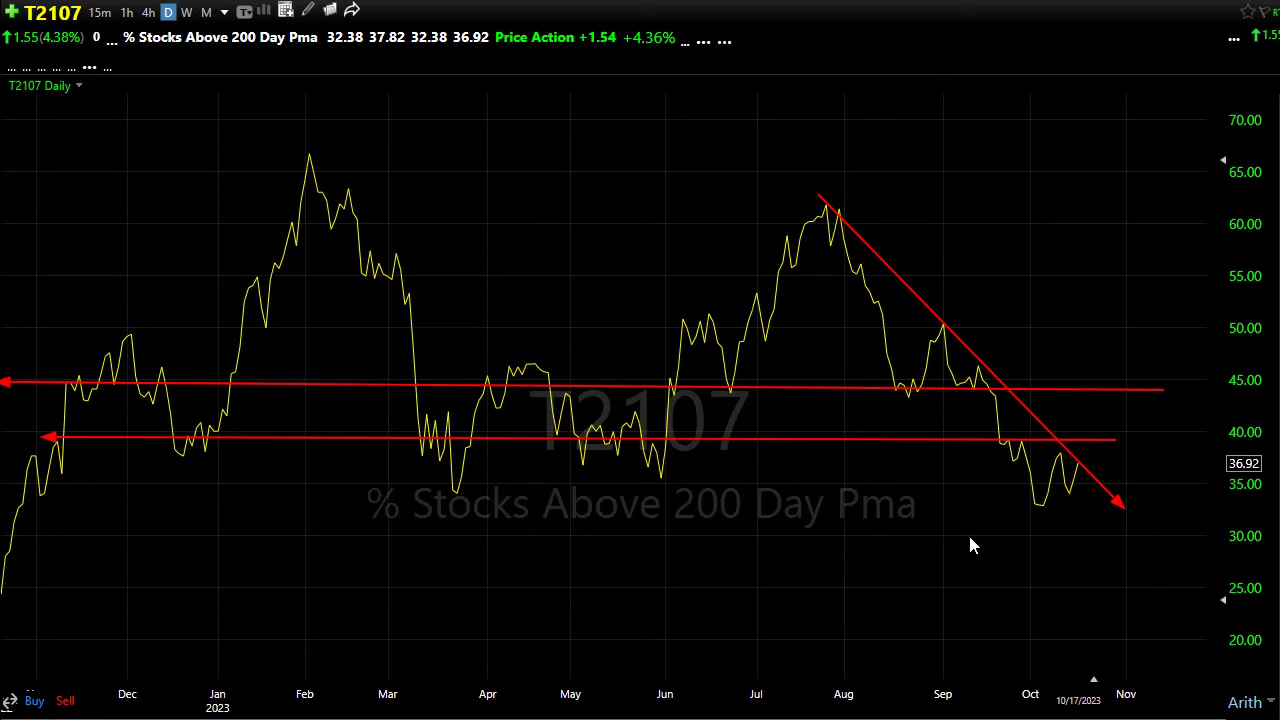 T2107 15m 1h 4h D W M
1.55(4.38%) 0 ... % Stocks Above 200 Day Pma 32.38 37.82 32.38 36.92 Price Action +1.54 +4.36% ... ... ... ... 1.55
... ... ... ... ... ... ...
T2107 Daily
70.00
65.00
60.00
55.00
50.00
45.00
40.00
36.92
35.00
30.00
25.00
20.00
T2107
% Stocks Above 200 Day Pma
Buy Sell
Dec Jan Feb Mar Apr May Jun Jul Aug Sep Oct Nov
2023 10/17/2023
Arith